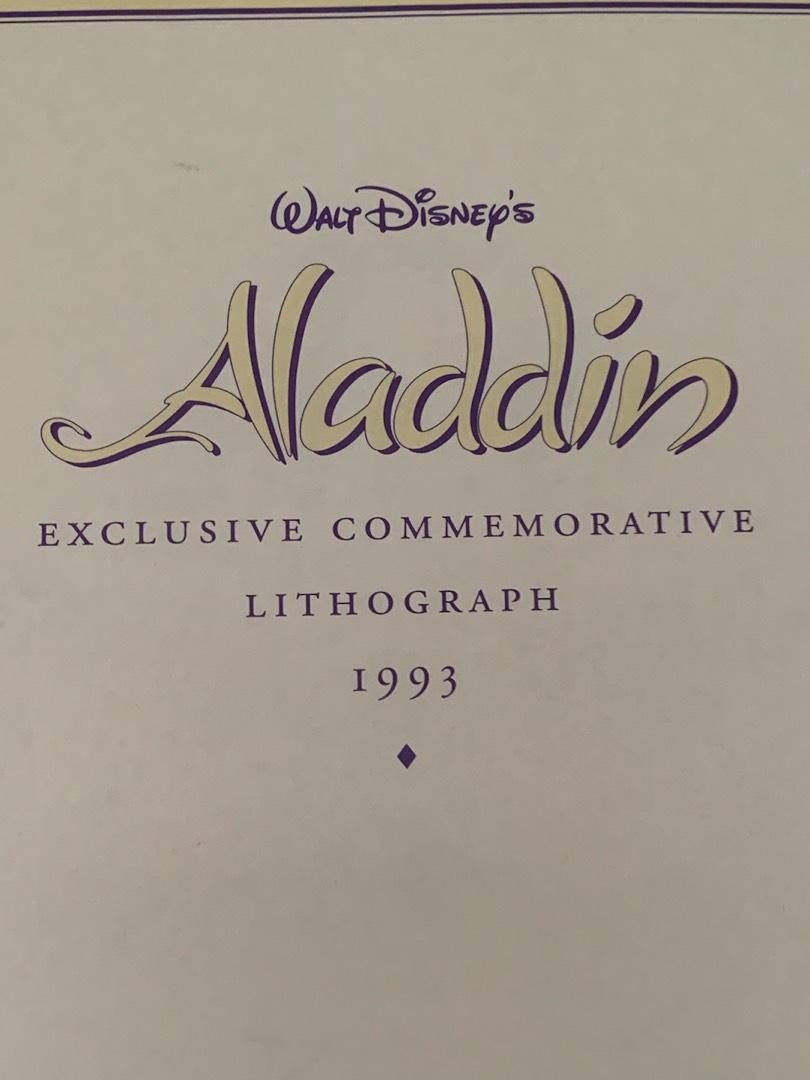 WALT DISNEY'S
Aladdin
EXCLUSIVE COMMEMORATIVE
LITHOGRAPH
1993